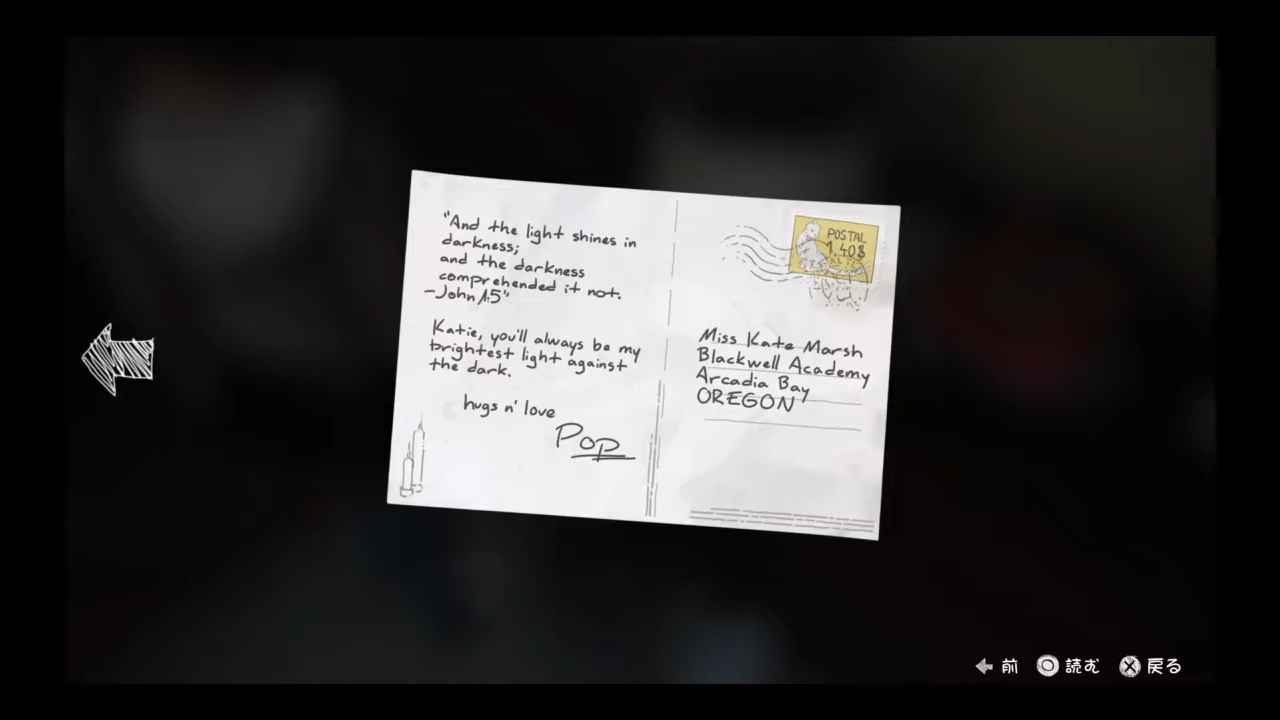 "And the light shines in
darkness;
and the darkness
comprehended it not.
-John 1:5"
Katie, you'll always be my
brightest light against
the dark.
hugs n' love
Pop
POSTAL
1.40$
Miss Kate Marsh
Blackwell Academy
Arcadia Bay
OREGON
前 読む 戻る